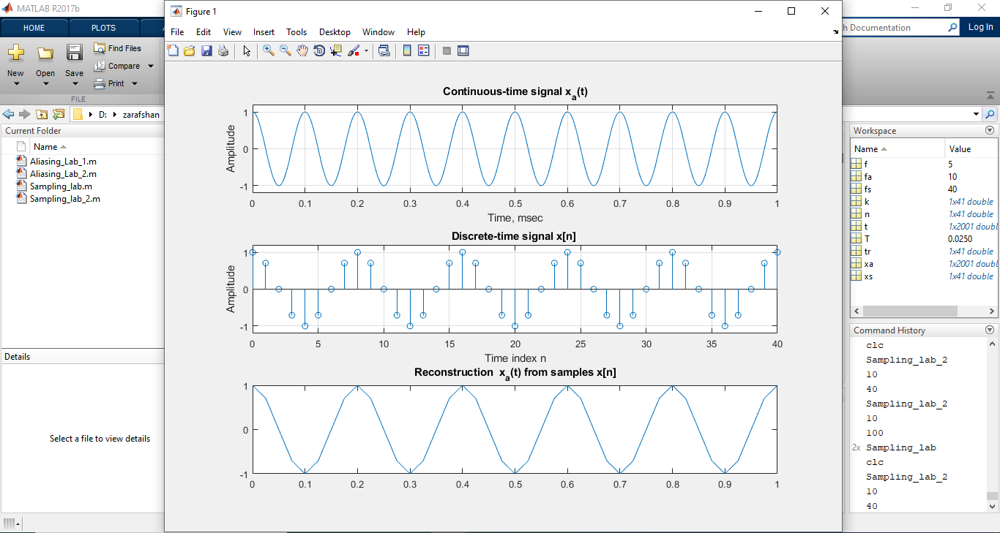 MATLAB R2017b
HOME PLOTS
New Open Save
Find Files
Compare
Print
FILE
D: zarafshan
Current Folder
Name
Aliasing_Lab_1.m
Aliasing_Lab_2.m
Sampling_lab.m
Sampling_lab_2.m
Details
Select a file to view details
Figure 1
File Edit View Insert Tools Desktop Window Help
Continuous-time signal xa(t)
Amplitude
1
0
-1
0 0.1 0.2 0.3 0.4 0.5 0.6 0.7 0.8 0.9 1
Time, msec
Discrete-time signal x[n]
Amplitude
1
0
-1
0 5 10 15 20 25 30 35 40
Time index n
Reconstruction xa(t) from samples x[n]
1
0
-1
0 0.1 0.2 0.3 0.4 0.5 0.6 0.7 0.8 0.9 1
h Documentation Log In
Workspace
Name Value
f 5
fa 10
fs 40
k 1x41 double
n 1x41 double
t 1x2001 doubl
T 0.0250
tr 1x41 double
xa 1x2001 doubl
xs 1x41 double
Command History
clc
Sampling_lab_2
10
40
Sampling_lab_2
10
100
2x Sampling_lab
clc
Sampling_lab_2
10
40